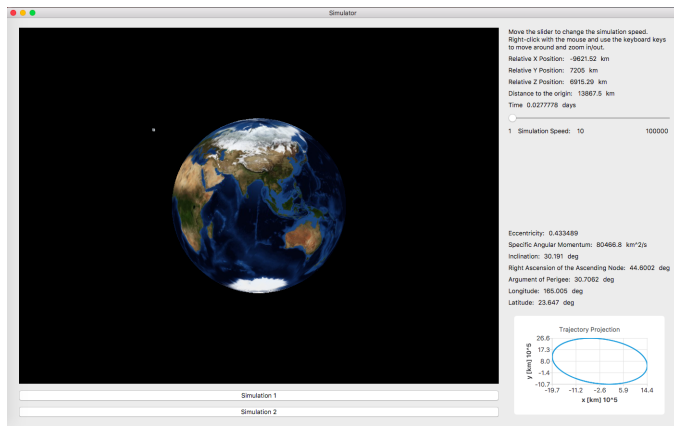 Simulator
Move the slider to change the simulation speed.
Right-click with the mouse and use the keyboard keys
to move around and zoom in/out.
Relative X Position: -9621.52 km
Relative Y Position: 7205 km
Relative Z Position: 6915.29 km
Distance to the origin: 13867.5 km
Time 0.0277778 days
1 Simulation Speed: 10 100000
Eccentricity: 0.433489
Specific Angular Momentum: 80466.8 km^2/s
Inclination: 30.191 deg
Right Ascension of the Ascending Node: 44.6002 deg
Argument of Perigee: 30.7062 deg
Longitude: 165.005 deg
Latitude: 23.647 deg
Trajectory Projection
y [km] 10^5
26.6
17.3
8.0
-1.4
-10.7
-19.7 -11.2 -2.6 5.9 14.4
x [km] 10^5
Simulation 1
Simulation 2